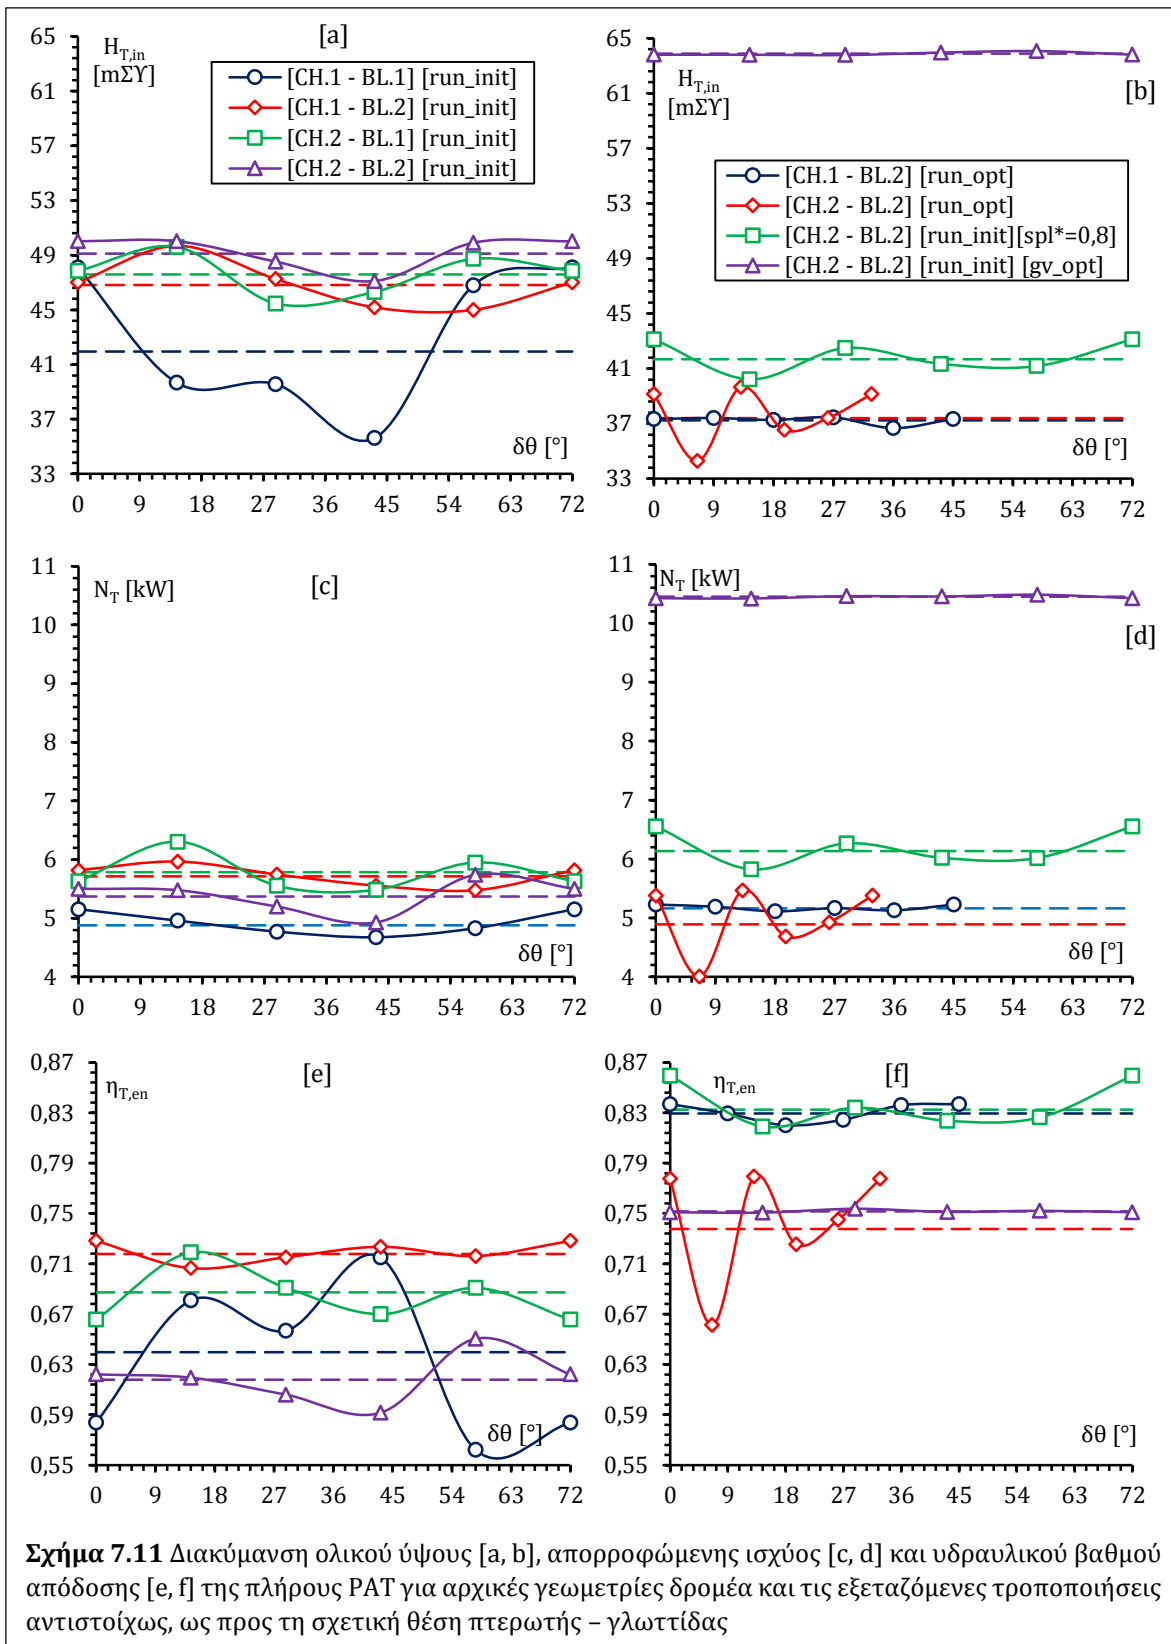 [a]
H_T,in
[mΣΥ]
[CH.1 - BL.1] [run_init]
[CH.1 - BL.2] [run_init]
[CH.2 - BL.1] [run_init]
[CH.2 - BL.2] [run_init]
65
61
57
53
49
45
41
37
33
δθ [°]
0 9 18 27 36 45 54 63 72
[b]
H_T,in
[mΣΥ]
[CH.1 - BL.2] [run_opt]
[CH.2 - BL.2] [run_opt]
[CH.2 - BL.2] [run_init][spl*=0,8]
[CH.2 - BL.2] [run_init] [gv_opt]
65
61
57
53
49
45
41
37
33
δθ [°]
0 9 18 27 36 45 54 63 72
[c]
N_T [kW]
11
10
9
8
7
6
5
4
δθ [°]
0 9 18 27 36 45 54 63 72
[d]
N_T [kW]
11
10
9
8
7
6
5
4
δθ [°]
0 9 18 27 36 45 54 63 72
[e]
η_T,en
0,87
0,83
0,79
0,75
0,71
0,67
0,63
0,59
0,55
δθ [°]
0 9 18 27 36 45 54 63 72
[f]
η_T,en
0,87
0,83
0,79
0,75
0,71
0,67
0,63
0,59
0,55
δθ [°]
0 9 18 27 36 45 54 63 72
Σχήμα 7.11 Διακύμανση ολικού ύψους [a, b], απορροφώμενης ισχύος [c, d] και υδραυλικού βαθμού
απόδοσης [e, f] της πλήρους PAT για αρχικές γεωμετρίες δρομέα και τις εξεταζόμενες τροποποιήσεις
αντιστοίχως, ως προς τη σχετική θέση πτερωτής – γλωττίδας